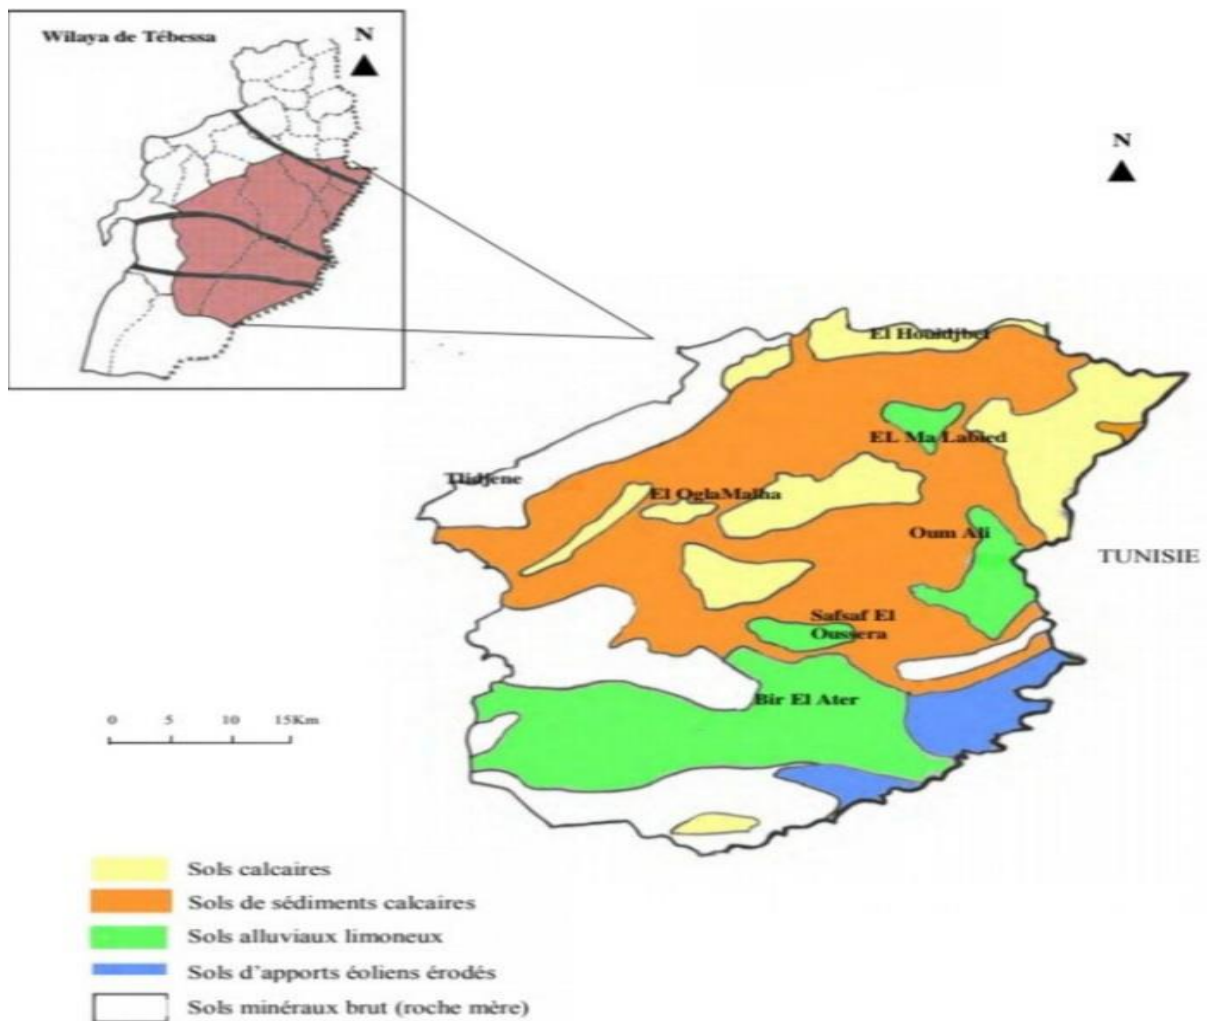 Wilaya de Tébessa
N
N
El Houidjbet
EL Ma Labied
Tlidjene
El OglaMalha
Oum Ali
TUNISIE
Safsaf El
Oussera
Bir El Ater
0 5 10 15Km
Sols calcaires
Sols de sédiments calcaires
Sols alluviaux limoneux
Sols d'apports éoliens érodés
Sols minéraux brut (roche mère)